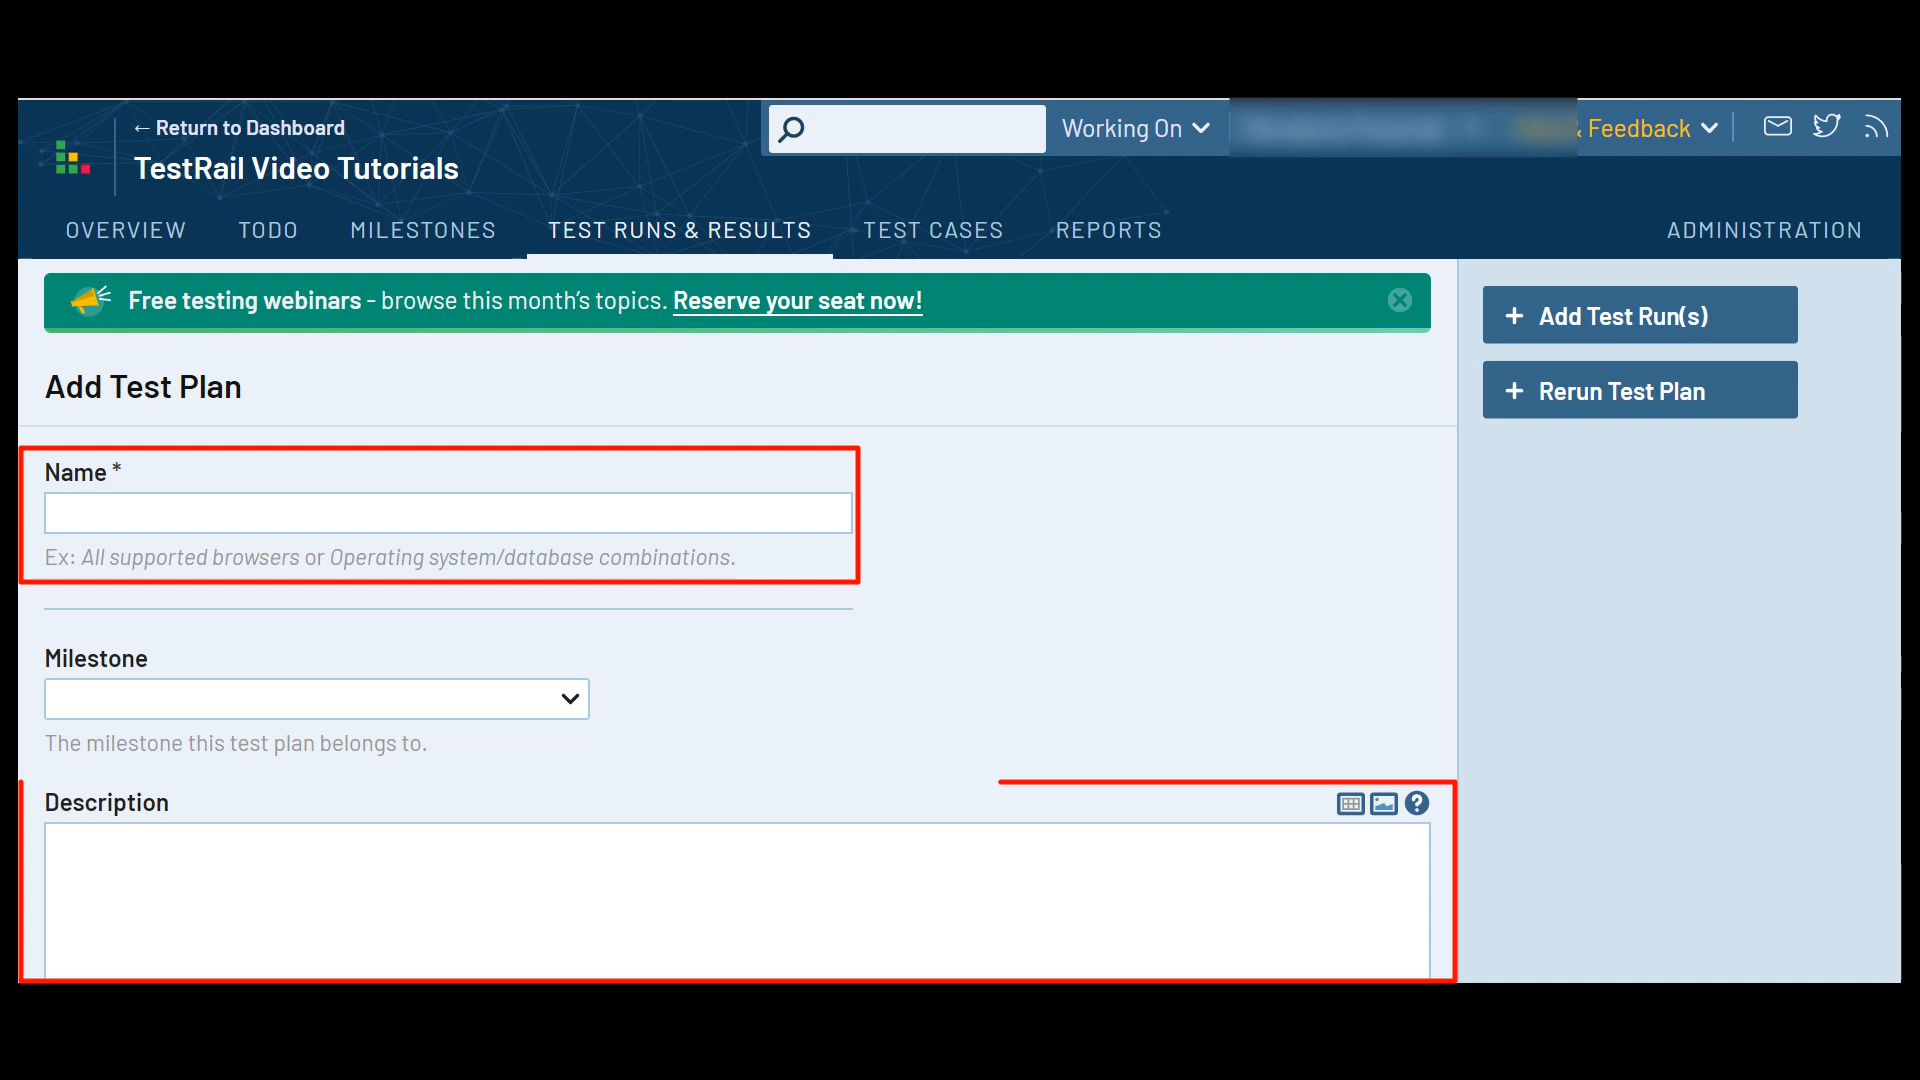 ← Return to Dashboard
TestRail Video Tutorials
Working On
& Feedback
OVERVIEW
TODO
MILESTONES
TEST RUNS & RESULTS
TEST CASES
REPORTS
ADMINISTRATION
Free testing webinars - browse this month's topics. Reserve your seat now!
+ Add Test Run(s)
+ Rerun Test Plan
Add Test Plan
Name *
Ex: All supported browsers or Operating system/database combinations.
Milestone
The milestone this test plan belongs to.
Description
?